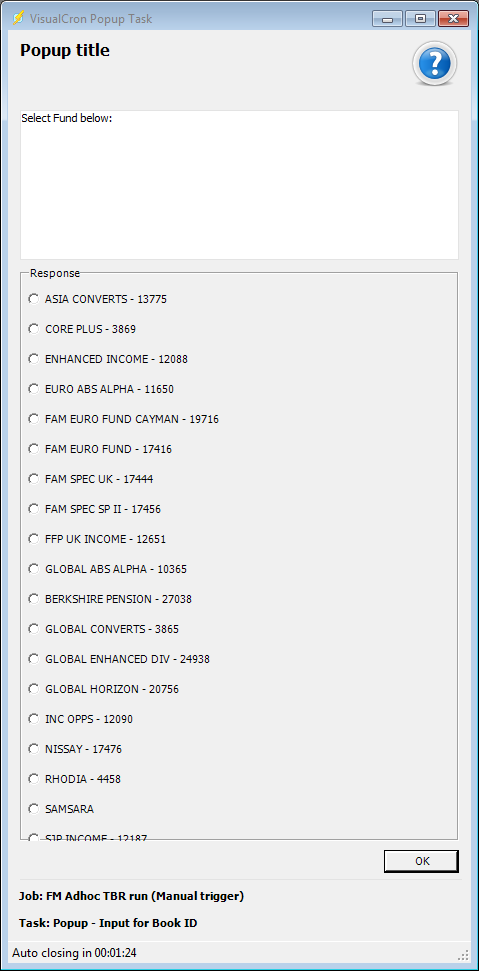 VisualCron Popup Task
Popup title
Select Fund below:
Response
ASIA CONVERTS - 13775
CORE PLUS - 3869
ENHANCED INCOME - 12088
EURO ABS ALPHA - 11650
FAM EURO FUND CAYMAN - 19716
FAM EURO FUND - 17416
FAM SPEC UK - 17444
FAM SPEC SP II - 17456
FFP UK INCOME - 12651
GLOBAL ABS ALPHA - 10365
BERKSHIRE PENSION - 27038
GLOBAL CONVERTS - 3865
GLOBAL ENHANCED DIV - 24938
GLOBAL HORIZON - 20756
INC OPPS - 12090
NISSAY - 17476
RHODIA - 4458
SAMSARA
SJP INCOME - 12187
OK
Job: FM Adhoc TBR run (Manual trigger)
Task: Popup - Input for Book ID
Auto closing in 00:01:24